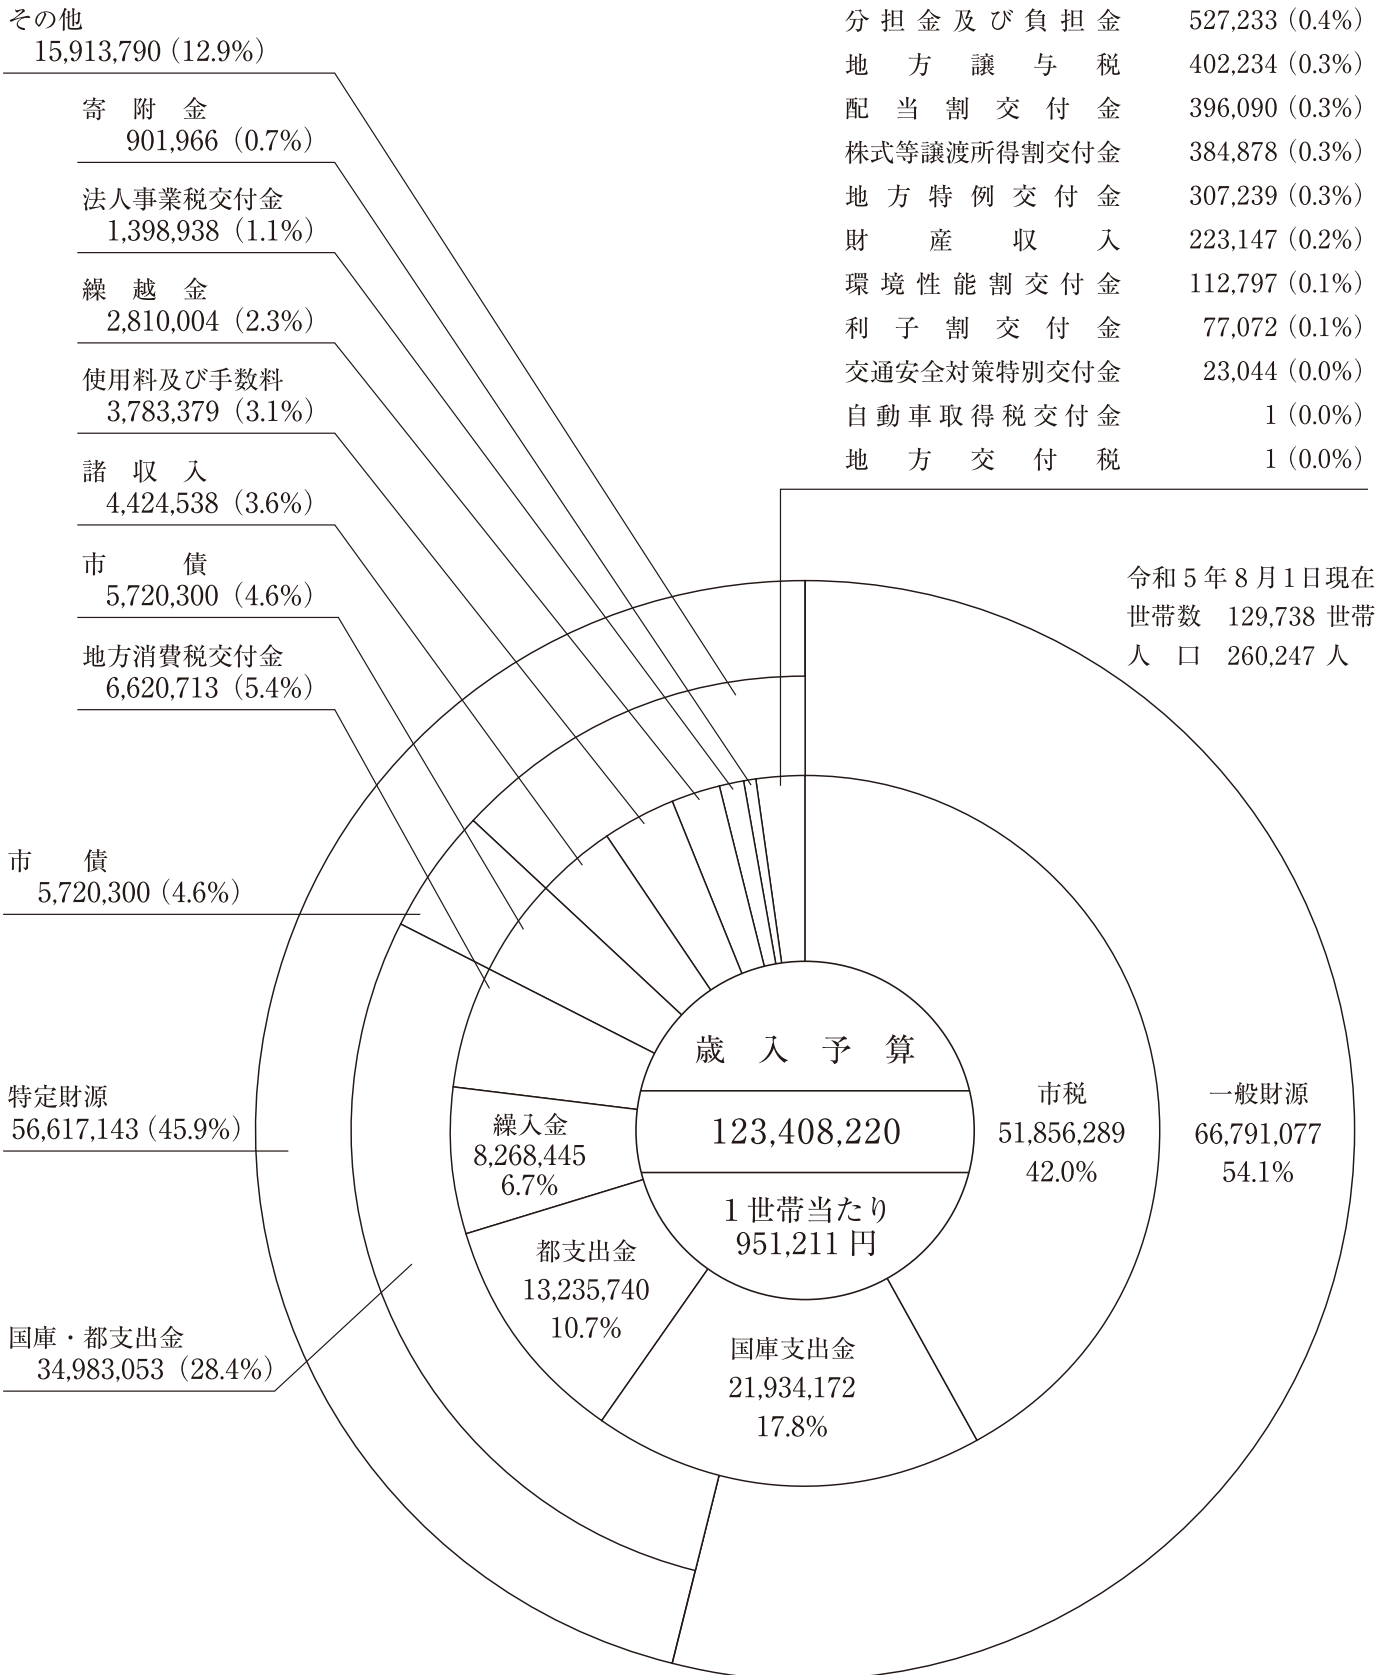 その他
15,913,790（12.9%）
寄附金
901,966（0.7%）
法人事業税交付金
1,398,938（1.1%）
繰越金
2,810,004（2.3%）
使用料及び手数料
3,783,379（3.1%）
諸収入
4,424,538（3.6%）
市債
5,720,300（4.6%）
地方消費税交付金
6,620,713（5.4%）
市債
5,720,300（4.6%）
特定財源
56,617,143（45.9%）
国庫・都支出金
34,983,053（28.4%）
分担金及び負担金 527,233（0.4%）
地方譲与税 402,234（0.3%）
配当割交付金 396,090（0.3%）
株式等譲渡所得割交付金 384,878（0.3%）
地方特例交付金 307,239（0.3%）
財産収入 223,147（0.2%）
環境性能割交付金 112,797（0.1%）
利子割交付金 77,072（0.1%）
交通安全対策特別交付金 23,044（0.0%）
自動車取得税交付金 1（0.0%）
地方交付税 1（0.0%）
令和5年8月1日現在
世帯数 129,738 世帯
人口 260,247 人
歳入予算
123,408,220
1世帯当たり
951,211 円
市税
51,856,289
42.0%
一般財源
66,791,077
54.1%
繰入金
8,268,445
6.7%
都支出金
13,235,740
10.7%
国庫支出金
21,934,172
17.8%